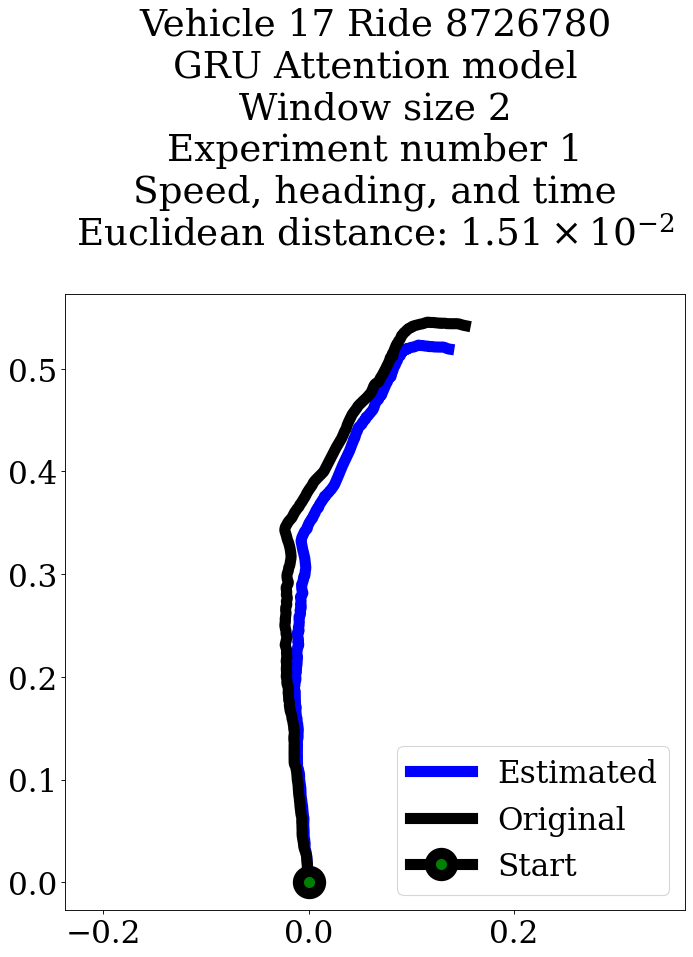 Vehicle 17 Ride 8726780
GRU Attention model
Window size 2
Experiment number 1
Speed, heading, and time
Euclidean distance: 1.51 × 10⁻²
0.5
0.4
0.3
0.2
0.1
0.0
−0.2
0.0
0.2
Estimated
Original
Start